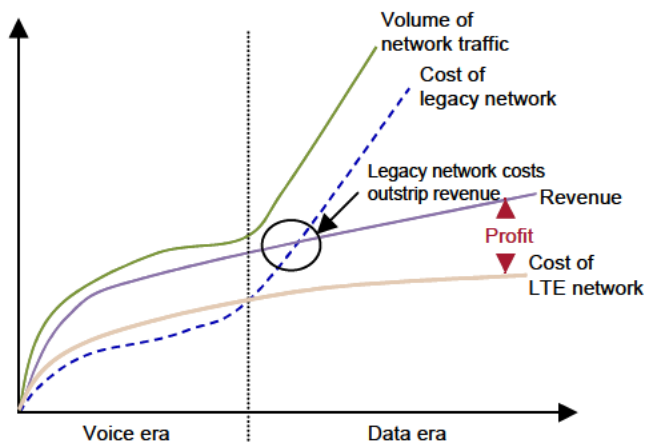 Volume of
network traffic
Cost of
legacy network
Legacy network costs
outstrip revenue
Revenue
Profit
Cost of
LTE network
Voice era
Data era